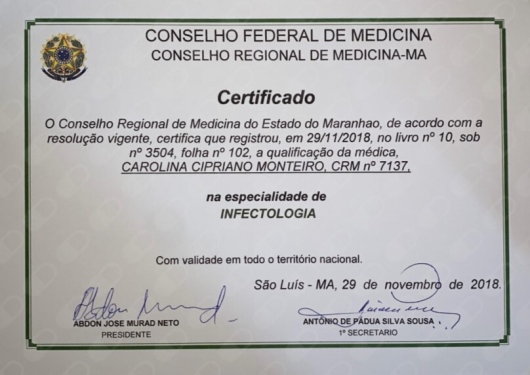 CONSELHO FEDERAL DE MEDICINA
CONSELHO REGIONAL DE MEDICINA-MA
Certificado
O Conselho Regional de Medicina do Estado do Maranhao, de acordo com a
resolução vigente, certifica que registrou, em 29/11/2018, no livro nº 10, sob
nº 3504, folha nº 102, a qualificação da médica,
CAROLINA CIPRIANO MONTEIRO, CRM nº 7137,
na especialidade de
INFECTOLOGIA
Com validade em todo o território nacional.
São Luís - MA, 29 de novembro de 2018.
ABDON JOSE MURAD NETO
PRESIDENTE
ANTÔNIO DE PÁDUA SILVA SOUSA
1º SECRETARIO